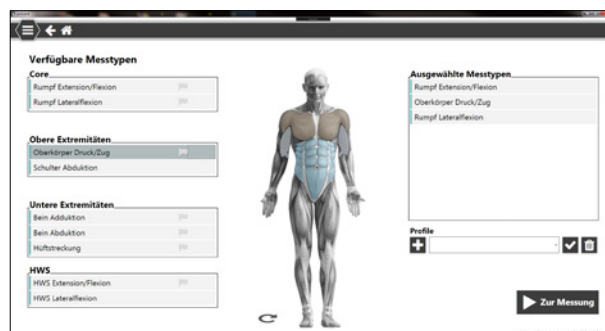 Verfügbare Messtypen
Core
Rumpf Extension/Flexion
Rumpf Lateralflexion
Obere Extremitäten
Oberkörper Druck/Zug
Schulter Abduktion
Untere Extremitäten
Bein Adduktion
Bein Abduktion
Hüftstreckung
HWS
HWS Extension/Flexion
HWS Lateralflexion
Ausgewählte Messtypen
Rumpf Extension/Flexion
Oberkörper Druck/Zug
Rumpf Lateralflexion
Profile
Zur Messung